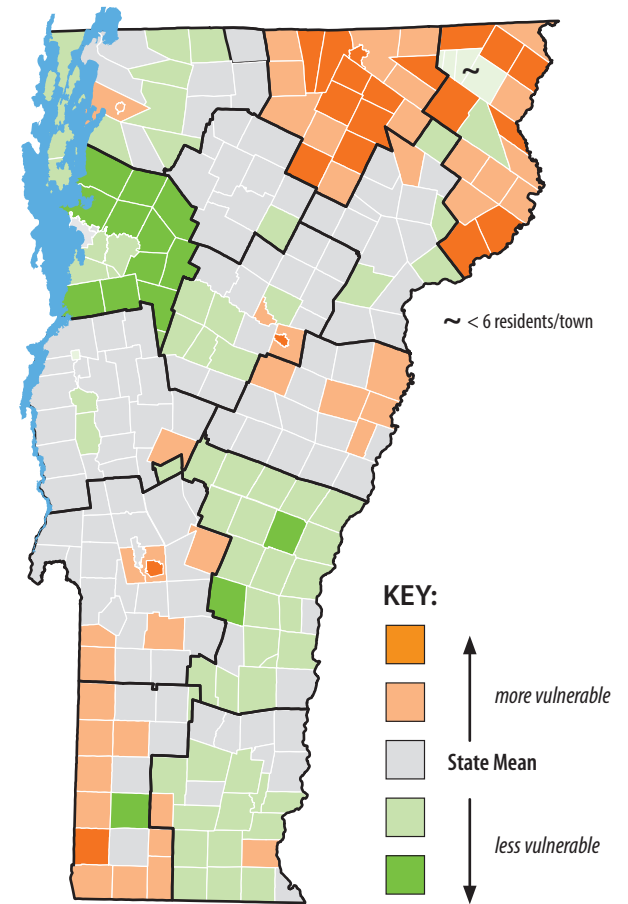 ~
~ < 6 residents/town
KEY:
more vulnerable
State Mean
less vulnerable